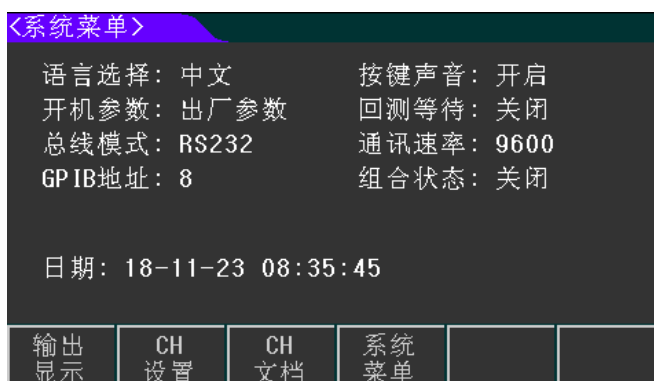 <系统菜单>
语言选择: 中文 按键声音: 开启
开机参数: 出厂参数 回测等待: 关闭
总线模式: RS232 通讯速率: 9600
GPIB地址: 8 组合状态: 关闭
日期: 18-11-23 08:35:45
输出 CH CH 系统
显示 设置 文档 菜单